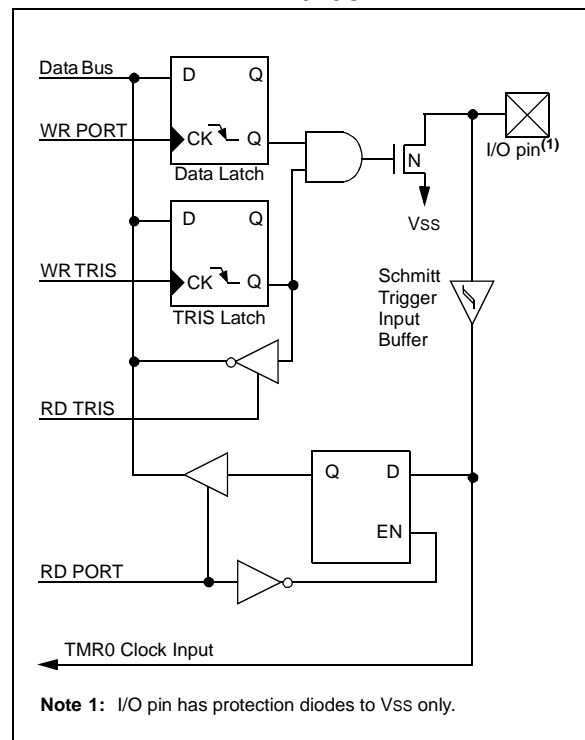 Data Bus
D Q
WR PORT
CK Q
Data Latch
N
I/O pin(1)
VSS
D Q
WR TRIS
CK Q
TRIS Latch
Schmitt
Trigger
Input
Buffer
RD TRIS
Q D
EN
RD PORT
TMR0 Clock Input
Note 1: I/O pin has protection diodes to VSS only.